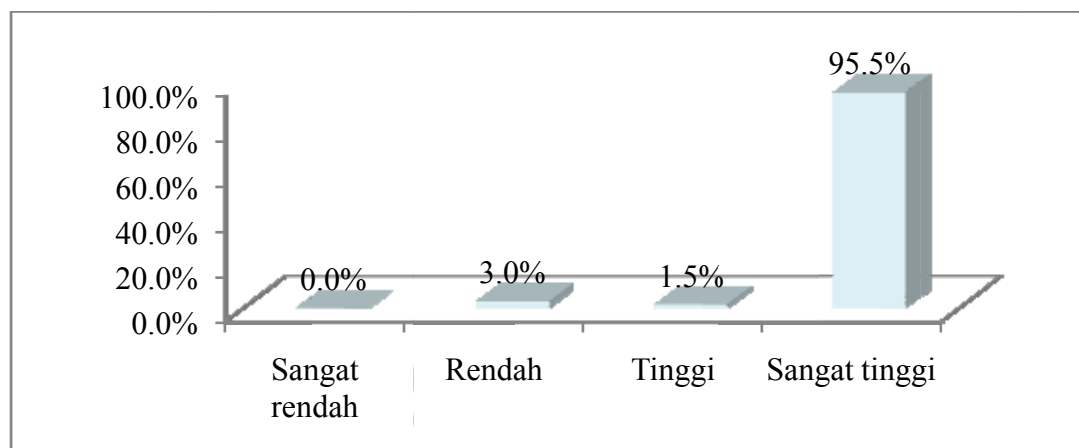 95.5%
100.0%
80.0%
60.0%
40.0%
20.0%
0.0%
0.0%
3.0%
1.5%
Sangat
rendah
Rendah
Tinggi
Sangat tinggi